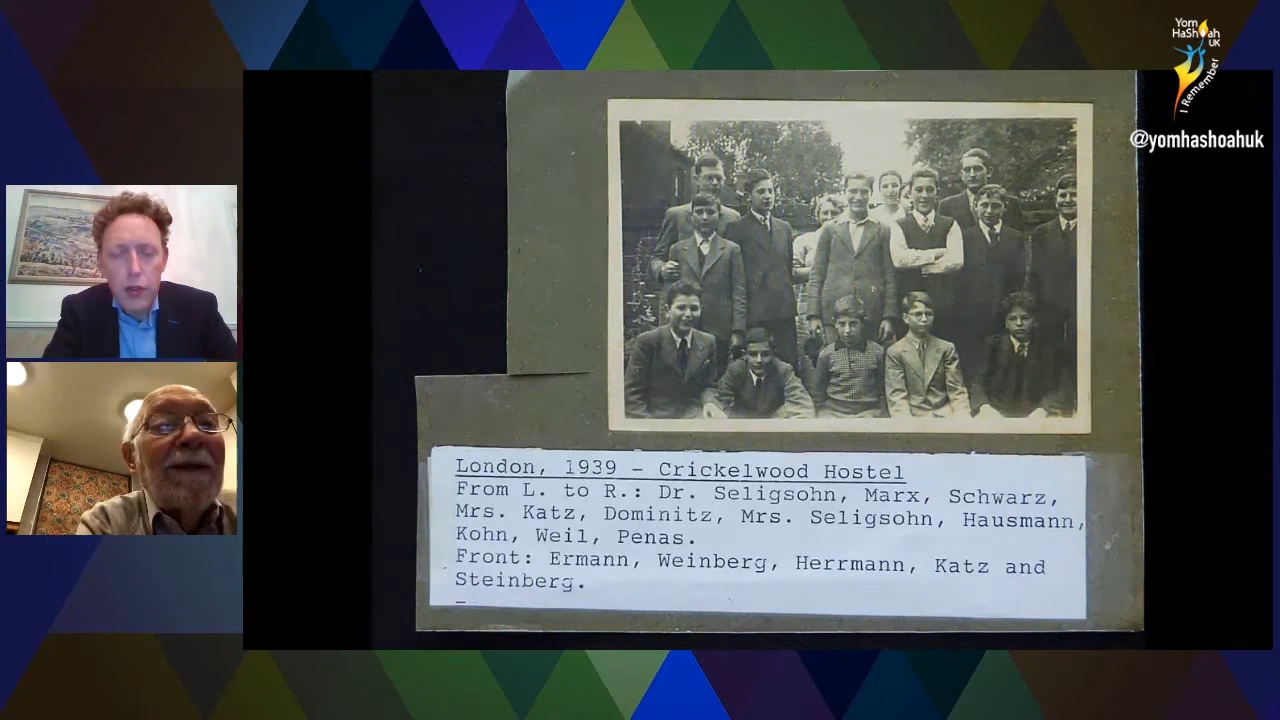 Yom
HaShoah
UK
I Remember
@yomhashoahuk
London, 1939 - Crickelwood Hostel
From L. to R.: Dr. Seligsohn, Marx, Schwarz,
Mrs. Katz, Dominitz, Mrs. Seligsohn, Hausmann,
Kohn, Weil, Penas.
Front: Ermann, Weinberg, Herrmann, Katz and
Steinberg.